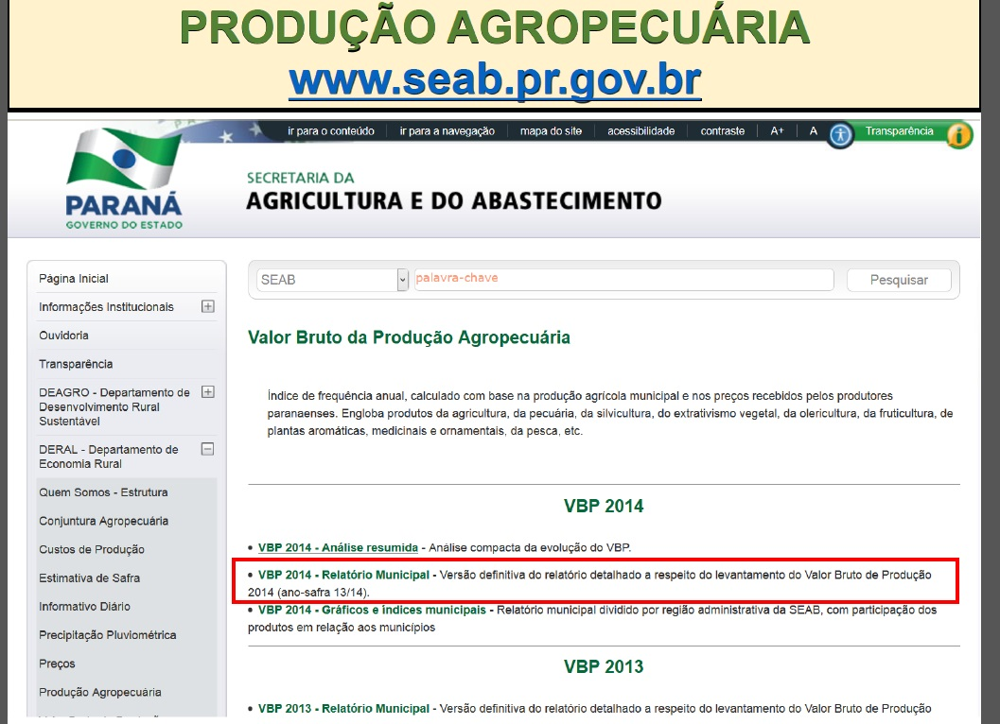 PRODUÇÃO AGROPECUÁRIA
www.seab.pr.gov.br
ir para o conteúdo
ir para a navegação
mapa do site
acessibilidade
contraste
A+
A
Transparência
PARANÁ
GOVERNO DO ESTADO
SECRETARIA DA
AGRICULTURA E DO ABASTECIMENTO
Página Inicial
Informações Institucionais
Ouvidoria
Transparência
DEAGRO - Departamento de
Desenvolvimento Rural
Sustentável
DERAL - Departamento de
Economia Rural
Quem Somos - Estrutura
Conjuntura Agropecuária
Custos de Produção
Estimativa de Safra
Informativo Diário
Precipitação Pluviométrica
Preços
Produção Agropecuária
SEAB
palavra-chave
Pesquisar
Valor Bruto da Produção Agropecuária
Índice de frequência anual, calculado com base na produção agrícola municipal e nos preços recebidos pelos produtores
paranaenses. Engloba produtos da agricultura, da pecuária, da silvicultura, do extrativismo vegetal, da olericultura, da fruticultura, de
plantas aromáticas, medicinais e ornamentais, da pesca, etc.
VBP 2014
• VBP 2014 - Análise resumida - Análise compacta da evolução do VBP.
• VBP 2014 - Relatório Municipal - Versão definitiva do relatório detalhado a respeito do levantamento do Valor Bruto de Produção
2014 (ano-safra 13/14).
• VBP 2014 - Gráficos e índices municipais - Relatório municipal dividido por região administrativa da SEAB, com participação dos
produtos em relação aos municípios
VBP 2013
• VBP 2013 - Relatório Municipal - Versão definitiva do relatório detalhado a respeito do levantamento do Valor Bruto de Produção